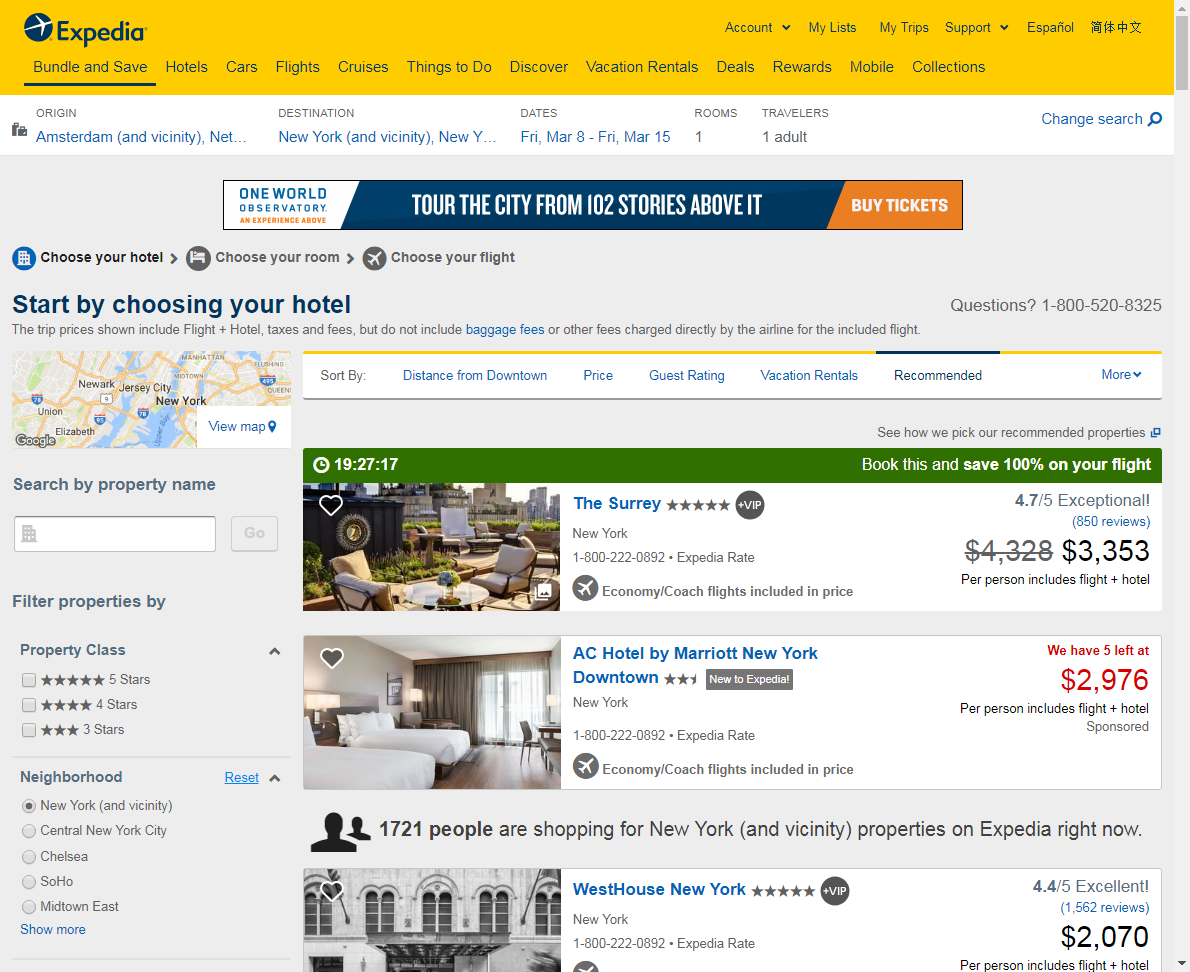 Expedia
Account
My Lists
My Trips
Support
Español
简体中文
Bundle and Save
Hotels
Cars
Flights
Cruises
Things to Do
Discover
Vacation Rentals
Deals
Rewards
Mobile
Collections
ORIGIN
Amsterdam (and vicinity), Net...
DESTINATION
New York (and vicinity), New Y...
DATES
Fri, Mar 8 - Fri, Mar 15
ROOMS
1
TRAVELERS
1 adult
Change search
ONE WORLD
OBSERVATORY.
AN EXPERIENCE ABOVE
TOUR THE CITY FROM 102 STORIES ABOVE IT
BUY TICKETS
Choose your hotel
Choose your room
Choose your flight
Start by choosing your hotel
Questions? 1-800-520-8325
The trip prices shown include Flight + Hotel, taxes and fees, but do not include baggage fees or other fees charged directly by the airline for the included flight.
MANHATTAN
FLUSHING
MIDTOWN
495
Newark
Jersey City
QUEENS
78
9
New York
Union
78
95
Elizabeth
Upper Bay
Google
View map
Sort By:
Distance from Downtown
Price
Guest Rating
Vacation Rentals
Recommended
More
See how we pick our recommended properties
Search by property name
Go
Filter properties by
Property Class
5 Stars
4 Stars
3 Stars
Neighborhood
Reset
New York (and vicinity)
Central New York City
Chelsea
SoHo
Midtown East
Show more
19:27:17
Book this and save 100% on your flight
The Surrey
+VIP
New York
1-800-222-0892 • Expedia Rate
Economy/Coach flights included in price
4.7/5 Exceptional!
(850 reviews)
$4,328 $3,353
Per person includes flight + hotel
AC Hotel by Marriott New York
Downtown
New to Expedia!
New York
1-800-222-0892 • Expedia Rate
Economy/Coach flights included in price
We have 5 left at
$2,976
Per person includes flight + hotel
Sponsored
1721 people are shopping for New York (and vicinity) properties on Expedia right now.
WestHouse New York
+VIP
New York
1-800-222-0892 • Expedia Rate
4.4/5 Excellent!
(1,562 reviews)
$2,070
Per person includes flight + hotel